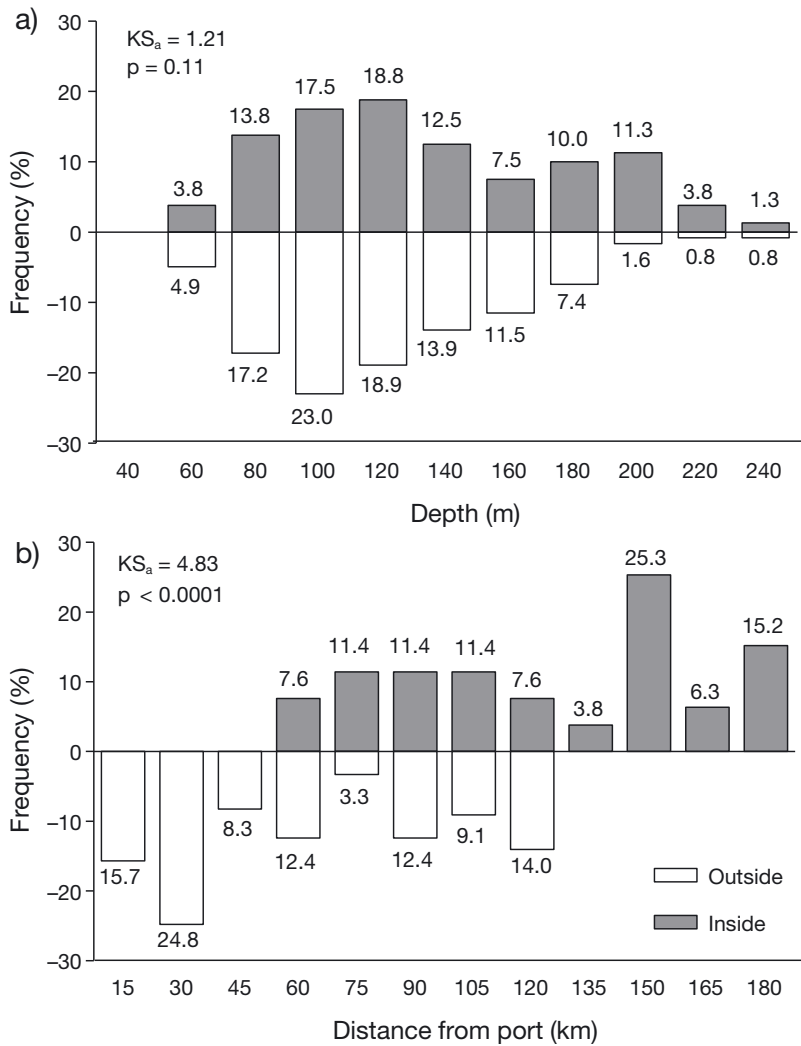 a)
KSₐ = 1.21
p = 0.11
Frequency (%)
30
20
10
0
–10
–20
–30
3.8 13.8 17.5 18.8 12.5 7.5 10.0 11.3 3.8 1.3
4.9 17.2 23.0 18.9 13.9 11.5 7.4 1.6 0.8 0.8
40 60 80 100 120 140 160 180 200 220 240
Depth (m)
b)
KSₐ = 4.83
p < 0.0001
Frequency (%)
30
20
10
0
–10
–20
–30
7.6 11.4 11.4 11.4 7.6 3.8 25.3 6.3 15.2
15.7 24.8 8.3 12.4 3.3 12.4 9.1 14.0
Outside
Inside
15 30 45 60 75 90 105 120 135 150 165 180
Distance from port (km)